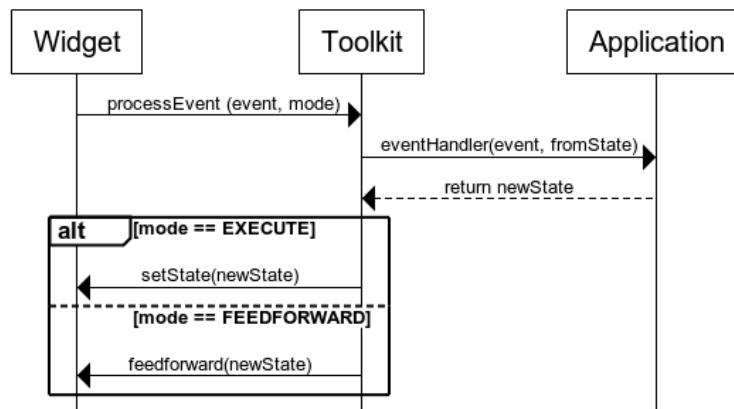 Widget
Toolkit
Application
processEvent (event, mode)
eventHandler(event, fromState)
return newState
alt
[mode == EXECUTE]
setState(newState)
[mode == FEEDFORWARD]
feedforward(newState)